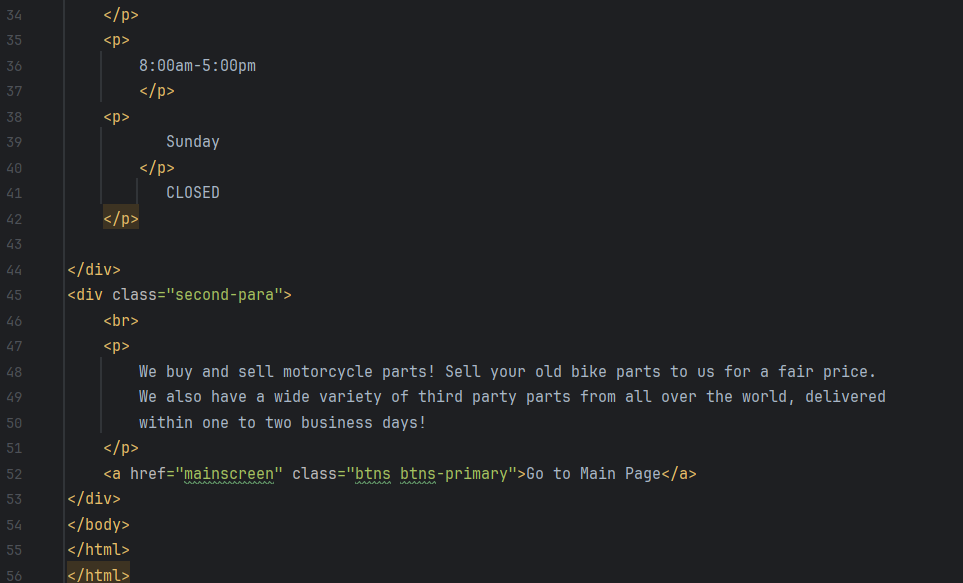 34 </p>
35 <p>
36 8:00am-5:00pm
37 </p>
38 <p>
39 Sunday
40 </p>
41 CLOSED
42 </p>
43
44 </div>
45 <div class="second-para">
46 <br>
47 <p>
48 We buy and sell motorcycle parts! Sell your old bike parts to us for a fair price.
49 We also have a wide variety of third party parts from all over the world, delivered
50 within one to two business days!
51 </p>
52 <a href="mainscreen" class="btns btns-primary">Go to Main Page</a>
53 </div>
54 </body>
55 </html>
56 </html>